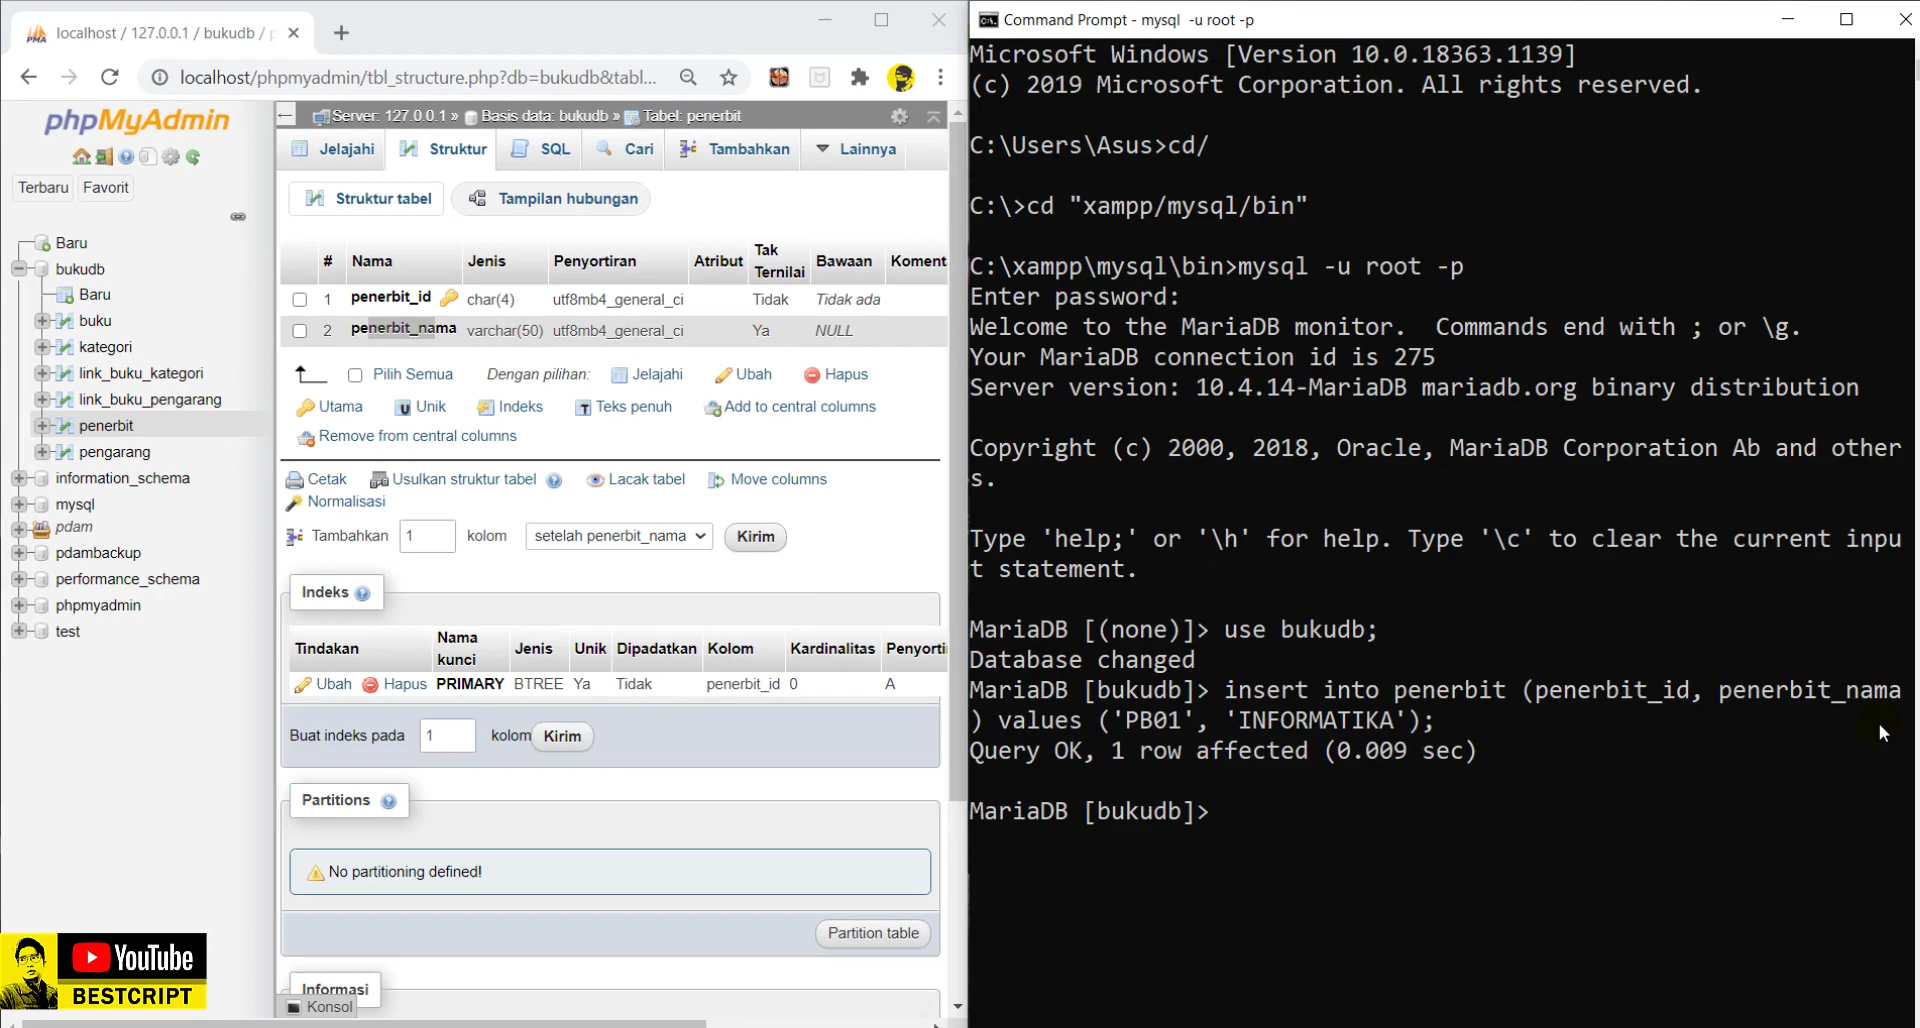 localhost / 127.0.0.1 / bukudb / p
localhost/phpmyadmin/tbl_structure.php?db=bukudb&tabl...
phpMyAdmin
Terbaru Favorit
Baru
bukudb
Baru
buku
kategori
link_buku_kategori
link_buku_pengarang
penerbit
pengarang
information_schema
mysql
pdam
pdambackup
performance_schema
phpmyadmin
test
YouTube
BESTCRIPT
Server: 127.0.0.1 » Basis data: bukudb » Tabel: penerbit
Jelajahi Struktur SQL Cari Tambahkan Lainnya
Struktur tabel Tampilan hubungan
# Nama Jenis Penyortiran Atribut Tak Ternilai Bawaan Koment
1 penerbit_id char(4) utf8mb4_general_ci Tidak Tidak ada
2 penerbit_nama varchar(50) utf8mb4_general_ci Ya NULL
Pilih Semua Dengan pilihan: Jelajahi Ubah Hapus
Utama Unik Indeks Teks penuh Add to central columns
Remove from central columns
Cetak Usulkan struktur tabel Lacak tabel Move columns
Normalisasi
Tambahkan 1 kolom setelah penerbit_nama Kirim
Indeks
Tindakan Nama kunci Jenis Unik Dipadatkan Kolom Kardinalitas Penyorti
Ubah Hapus PRIMARY BTREE Ya Tidak penerbit_id 0 A
Buat indeks pada 1 kolom Kirim
Partitions
No partitioning defined!
Partition table
Informasi
Konsol
Command Prompt - mysql  -u root -p
Microsoft Windows [Version 10.0.18363.1139]
(c) 2019 Microsoft Corporation. All rights reserved.
C:\Users\Asus>cd/
C:\>cd "xampp/mysql/bin"
C:\xampp\mysql\bin>mysql -u root -p
Enter password:
Welcome to the MariaDB monitor.  Commands end with ; or \g.
Your MariaDB connection id is 275
Server version: 10.4.14-MariaDB mariadb.org binary distribution
Copyright (c) 2000, 2018, Oracle, MariaDB Corporation Ab and other
s.
Type 'help;' or '\h' for help. Type '\c' to clear the current inpu
t statement.
MariaDB [(none)]> use bukudb;
Database changed
MariaDB [bukudb]> insert into penerbit (penerbit_id, penerbit_nama
) values ('PB01', 'INFORMATIKA');
Query OK, 1 row affected (0.009 sec)
MariaDB [bukudb]>